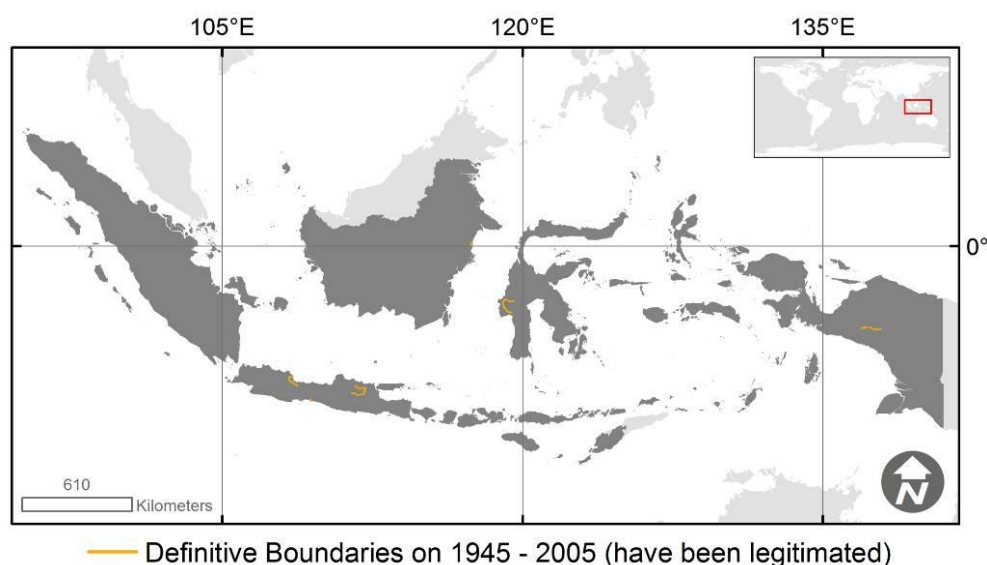 105°E 120°E 135°E
0°
610
Kilometers
N
Definitive Boundaries on 1945 - 2005 (have been legitimated)